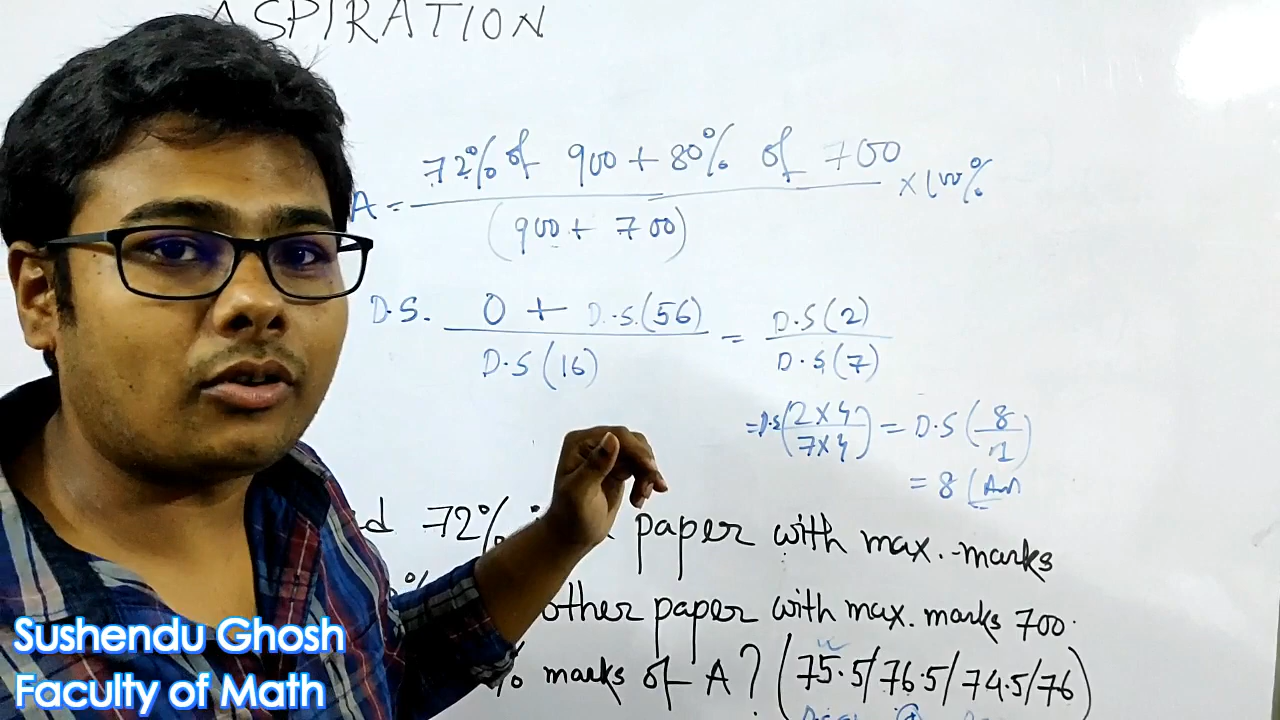 ASPIRATION
72% of 900 + 80% of 700
A = × 100%
(900 + 700)
D.S. 0 + D.S.(56) = D.S(2)
D.S(16) D.S(7)
=D.S(2×4/7×4) = D.S(8/1)
= 8 (Ans
72% paper with max. marks
% other paper with max. marks 700.
% marks of A? (75.5/76.5/74.5/76)
Sushendu Ghosh
Faculty of Math